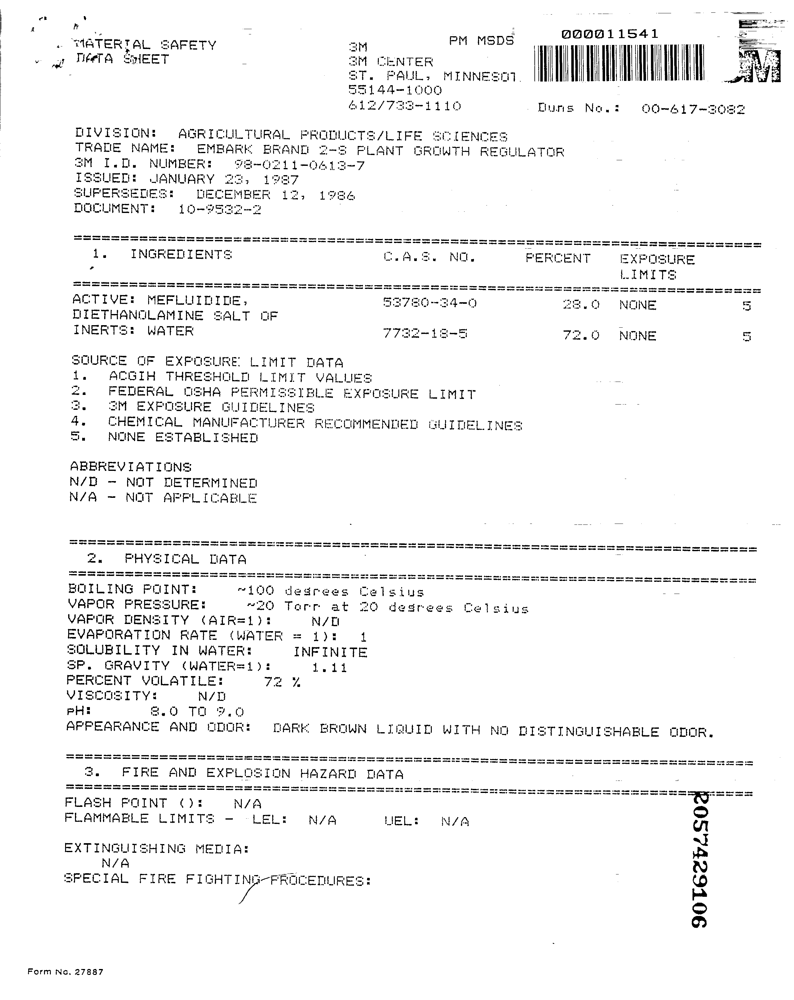 MATERIAL SAFETY
DATA SHEET
3M
PM MSDS
000011541
3M CENTER
ST. PAUL, MINNESOT
55144-1000
612/733-1110
Duns No.: 00-617-3082
3M
DIVISION: AGRICULTURAL PRODUCTS/LIFE SCIENCES
TRADE NAME: EMBARK BRAND 2-S PLANT GROWTH REGULATOR
3M I.D. NUMBER: 98-0211-0613-7
ISSUED: JANUARY 23, 1987
SUPERSEDES: DECEMBER 12, 1986
DOCUMENT: 10-9532-2
1. INGREDIENTS C.A.S. NO. PERCENT EXPOSURE
LIMITS
ACTIVE: MEFLUIDIDE, 53780-34-0 28.0 NONE 5
DIETHANOLAMINE SALT OF
INERTS: WATER 7732-18-5 72.0 NONE 5
SOURCE OF EXPOSURE LIMIT DATA
1. ACGIH THRESHOLD LIMIT VALUES
2. FEDERAL OSHA PERMISSIBLE EXPOSURE LIMIT
3. 3M EXPOSURE GUIDELINES
4. CHEMICAL MANUFACTURER RECOMMENDED GUIDELINES
5. NONE ESTABLISHED
ABBREVIATIONS
N/D - NOT DETERMINED
N/A - NOT APPLICABLE
2. PHYSICAL DATA
BOILING POINT: ~100 degrees Celsius
VAPOR PRESSURE: ~20 Torr at 20 degrees Celsius
VAPOR DENSITY (AIR=1): N/D
EVAPORATION RATE (WATER = 1): 1
SOLUBILITY IN WATER: INFINITE
SP. GRAVITY (WATER=1): 1.11
PERCENT VOLATILE: 72 %
VISCOSITY: N/D
pH: 8.0 TO 9.0
APPEARANCE AND ODOR: DARK BROWN LIQUID WITH NO DISTINGUISHABLE ODOR.
3. FIRE AND EXPLOSION HAZARD DATA
FLASH POINT (): N/A
FLAMMABLE LIMITS - LEL: N/A UEL: N/A
EXTINGUISHING MEDIA:
N/A
SPECIAL FIRE FIGHTING PROCEDURES:
2057429106
Form No. 27887